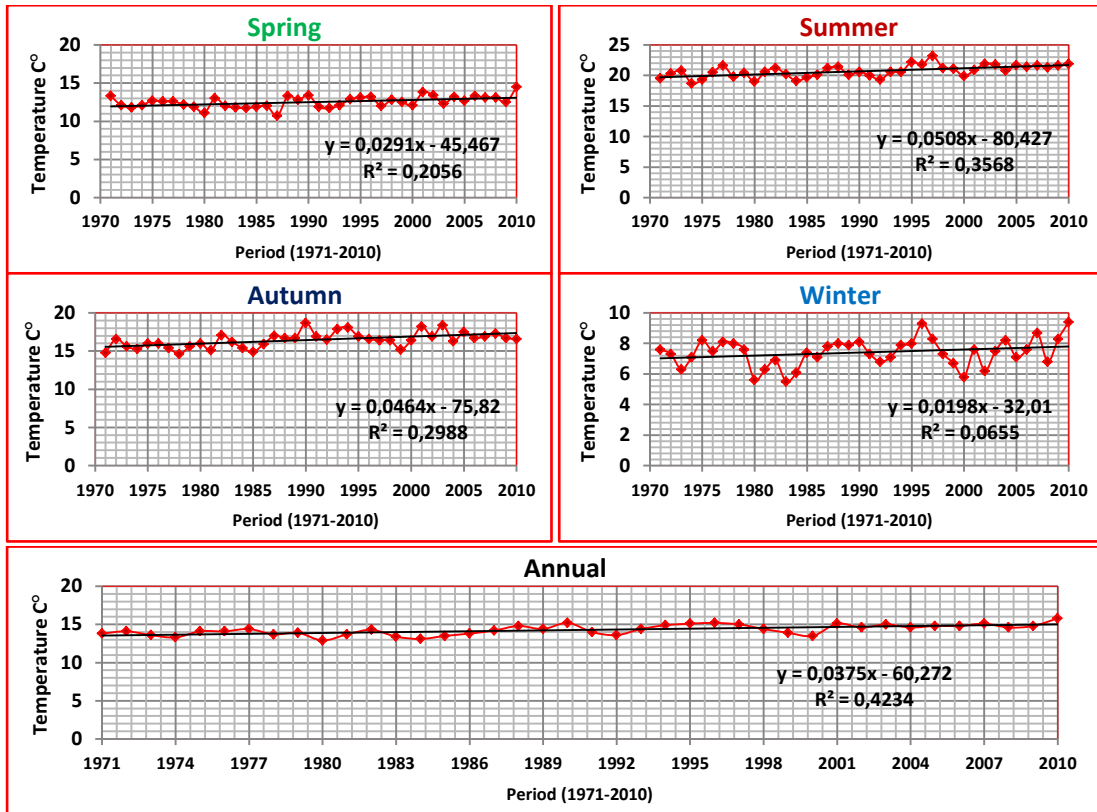 Spring
Temperature C°
20
15
10
5
0
y = 0,0291x - 45,467
R² = 0,2056
1970 1975 1980 1985 1990 1995 2000 2005 2010
Period (1971-2010)
Summer
Temperature C°
25
20
15
10
5
0
y = 0,0508x - 80,427
R² = 0,3568
1970 1975 1980 1985 1990 1995 2000 2005 2010
Period (1971-2010)
Autumn
Temperature C°
20
15
10
5
0
y = 0,0464x - 75,82
R² = 0,2988
1970 1975 1980 1985 1990 1995 2000 2005 2010
Period (1971-2010)
Winter
Temperature C°
10
8
6
4
2
0
y = 0,0198x - 32,01
R² = 0,0655
1970 1975 1980 1985 1990 1995 2000 2005 2010
Period (1971-2010)
Annual
Temperature C°
20
15
10
5
0
y = 0,0375x - 60,272
R² = 0,4234
1971 1974 1977 1980 1983 1986 1989 1992 1995 1998 2001 2004 2007 2010
Period (1971-2010)